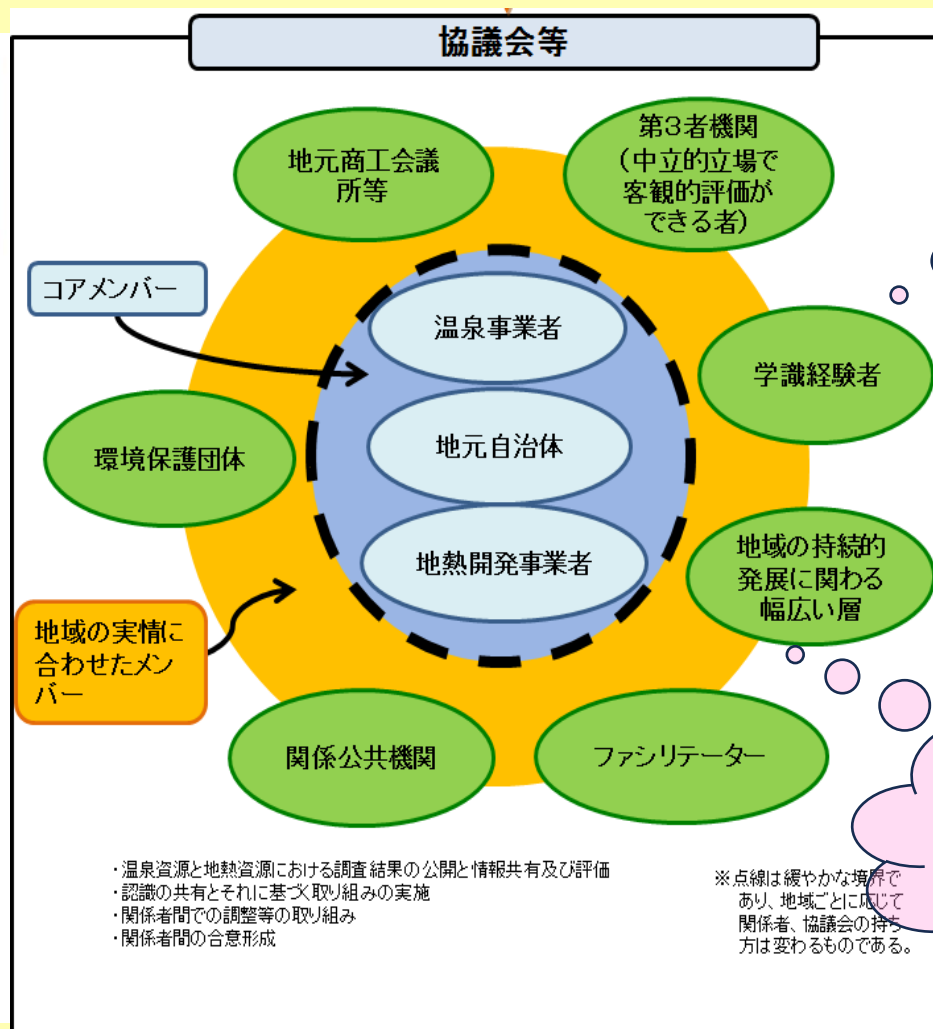 協議会等
地元商工会議
所等
第3者機関
（中立的立場で
客観的評価が
できる者）
コアメンバー
温泉事業者
学識経験者
地元自治体
環境保護団体
地熱開発事業者
地域の持続的
発展に関わる
幅広い層
地域の実情に
合わせたメン
バー
関係公共機関
ファシリテーター
・温泉資源と地熱資源における調査結果の公開と情報共有及び評価
・認識の共有とそれに基づく取り組みの実施
・関係者間での調整等の取り組み
・関係者間の合意形成
※点線は緩やかな境界で
あり、地域ごとに応じて
関係者、協議会の持ち
方は変わるものである。